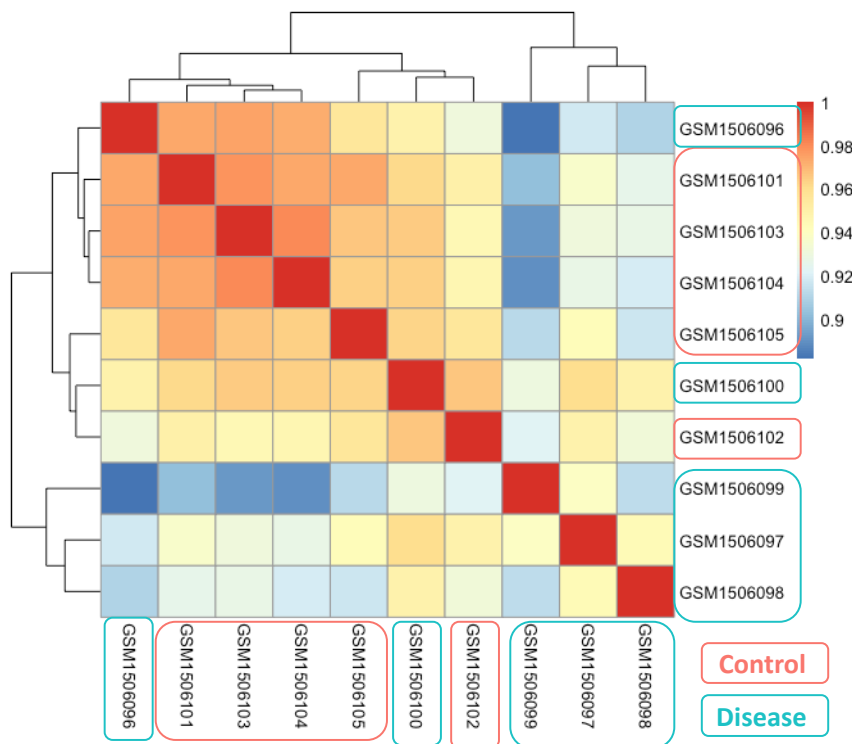 GSM1506096
GSM1506101
GSM1506103
GSM1506104
GSM1506105
GSM1506100
GSM1506102
GSM1506099
GSM1506097
GSM1506098
1
0.98
0.96
0.94
0.92
0.9
GSM1506096
GSM1506101
GSM1506103
GSM1506104
GSM1506105
GSM1506100
GSM1506102
GSM1506099
GSM1506097
GSM1506098
Control
Disease